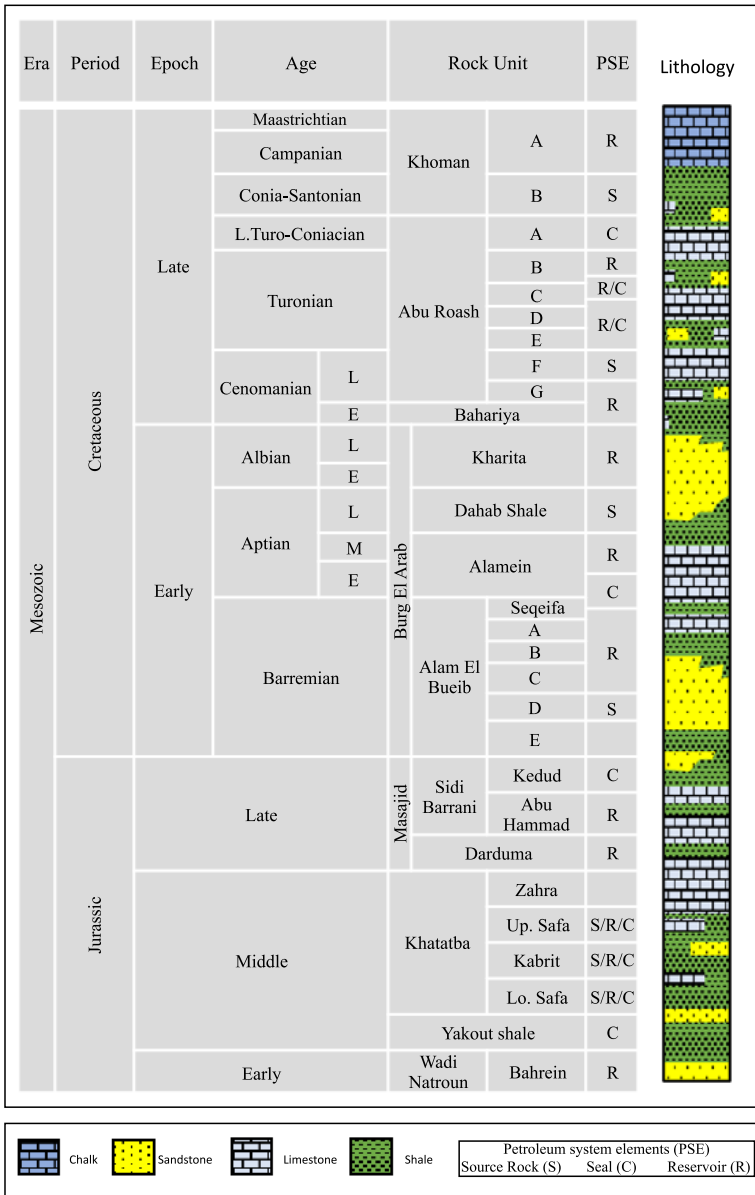 Era Period Epoch Age Rock Unit PSE Lithology
Mesozoic
Cretaceous
Late
Maastrichtian
Campanian
Khoman
A
R
Conia-Santonian
B
S
L.Turo-Coniacian
Abu Roash
A
C
Turonian
B
R
C
R/C
D
R/C
E
Cenomanian
L
F
S
G
R
E
Bahariya
Early
Burg El Arab
Albian
L
Kharita
R
E
Aptian
L
Dahab Shale
S
M
Alamein
R
E
C
Barremian
Alam El
Bueib
Seqeifa
A
B
R
C
D
S
E
Jurassic
Late
Masajid
Sidi
Barrani
Kedud
C
Abu
Hammad
R
Darduma
R
Middle
Khatatba
Zahra
Up. Safa
S/R/C
Kabrit
S/R/C
Lo. Safa
S/R/C
Yakout shale
C
Early
Wadi
Natroun
Bahrein
R
Chalk Sandstone Limestone Shale
Petroleum system elements (PSE)
Source Rock (S) Seal (C) Reservoir (R)